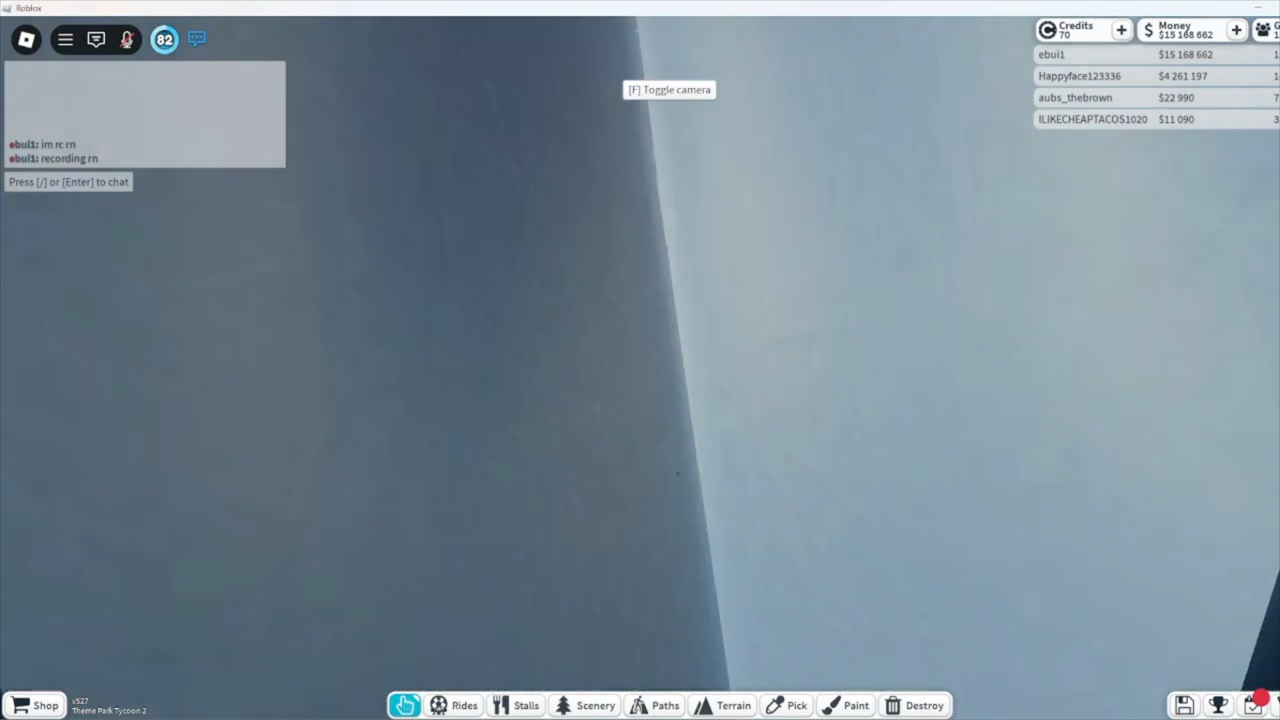 Roblox
82
Credits
70
Money
$15 168 662
ebui1 $15 168 662
Happyface123336 $4 261 197
aubs_thebrown $22 990
ILIKECHEAPTACOS1020 $11 090
[F] Toggle camera
ebui1: im rc rn
ebui1: recording rn
Press [/] or [Enter] to chat
Shop
v527
Theme Park Tycoon 2
Rides
Stalls
Scenery
Paths
Terrain
Pick
Paint
Destroy